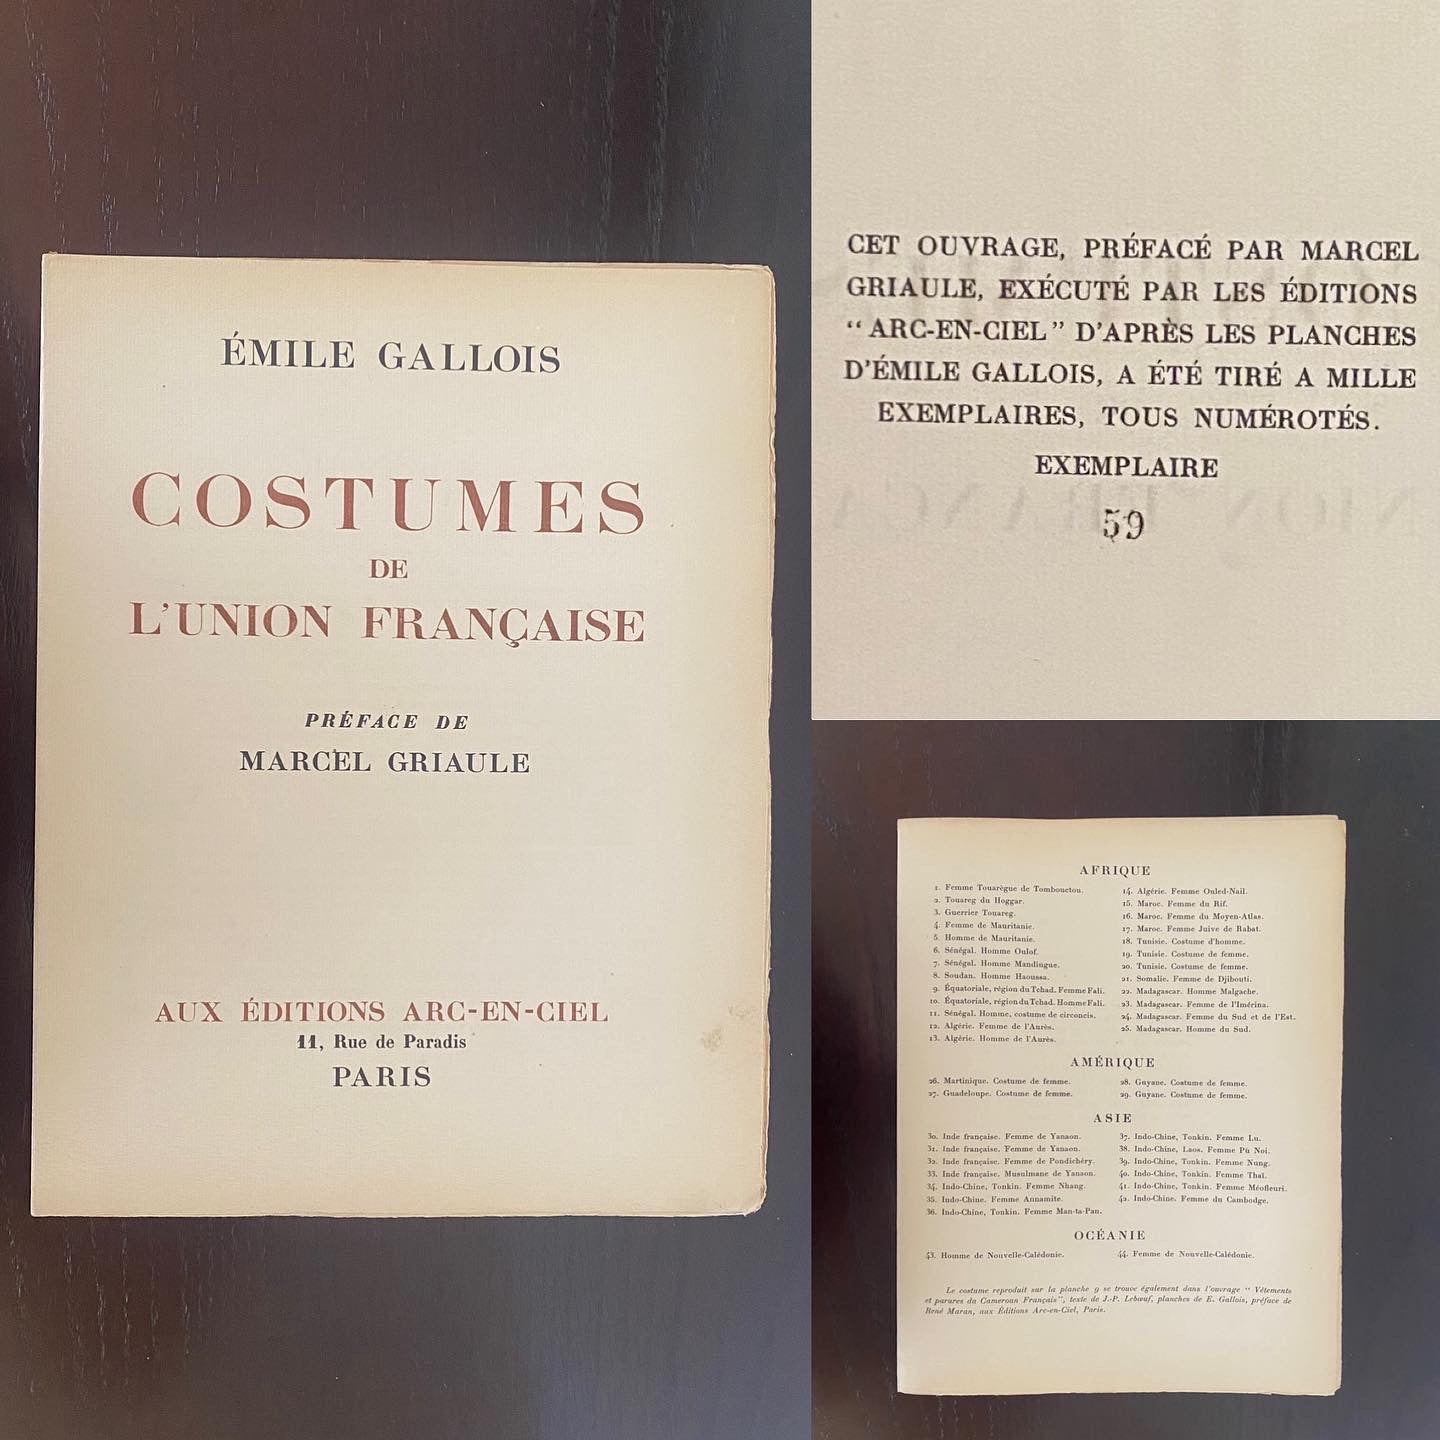 ÉMILE GALLOIS
COSTUMES
DE
L'UNION FRANÇAISE
PRÉFACE DE
MARCEL GRIAULE
AUX ÉDITIONS ARC-EN-CIEL
11, Rue de Paradis
PARIS
CET OUVRAGE, PRÉFACÉ PAR MARCEL
GRIAULE, EXÉCUTÉ PAR LES ÉDITIONS
“ ARC-EN-CIEL ” D'APRÈS LES PLANCHES
D'ÉMILE GALLOIS, A ÉTÉ TIRÉ A MILLE
EXEMPLAIRES, TOUS NUMÉROTÉS.
EXEMPLAIRE
59
AFRIQUE
1. Femme Touarègue de Tombouctou.
2. Touareg du Hoggar.
3. Guerrier Touareg.
4. Femme de Mauritanie.
5. Homme de Mauritanie.
6. Sénégal. Homme Oulof.
7. Sénégal. Homme Mandingue.
8. Soudan. Homme Haoussa.
9. Équatoriale, région du Tchad. Femme Fali.
10. Équatoriale, région du Tchad. Homme Fali.
11. Sénégal. Homme, costume de circoncis.
12. Algérie. Femme de l'Aurès.
13. Algérie. Homme de l'Aurès.
14. Algérie. Femme Ouled-Naïl.
15. Maroc. Femme du Rif.
16. Maroc. Femme du Moyen-Atlas.
17. Maroc. Femme Juive de Rabat.
18. Tunisie. Costume d'homme.
19. Tunisie. Costume de femme.
20. Tunisie. Costume de femme.
21. Somalie. Femme de Djibouti.
22. Madagascar. Homme Malgache.
23. Madagascar. Femme de l'Imérina.
24. Madagascar. Femme du Sud et de l'Est.
25. Madagascar. Homme du Sud.
AMÉRIQUE
26. Martinique. Costume de femme.
27. Guadeloupe. Costume de femme.
28. Guyane. Costume de femme.
29. Guyane. Costume de femme.
ASIE
30. Inde française. Femme de Yanaon.
31. Inde française. Femme de Yanaon.
32. Inde française. Femme de Pondichéry.
33. Inde française. Musulmane de Yanaon.
34. Indo-Chine, Tonkin. Femme Nhang.
35. Indo-Chine. Femme Annamite.
36. Indo-Chine, Tonkin. Femme Man-ta-Pan.
37. Indo-Chine, Tonkin. Femme Lu.
38. Indo-Chine, Laos. Femme Pù Noi.
39. Indo-Chine, Tonkin. Femme Nung.
40. Indo-Chine, Tonkin. Femme Thaï.
41. Indo-Chine, Tonkin. Femme Méofleuri.
42. Indo-Chine. Femme du Cambodge.
OCÉANIE
43. Homme de Nouvelle-Calédonie.
44. Femme de Nouvelle-Calédonie.
Le costume reproduit sur la planche 9 se trouve également dans l'ouvrage “ Vêtements
et parures du Cameroun Français ”, texte de J.-P. Lebœuf, planches de E. Gallois, préface de
René Maran, aux Éditions Arc-en-Ciel, Paris.